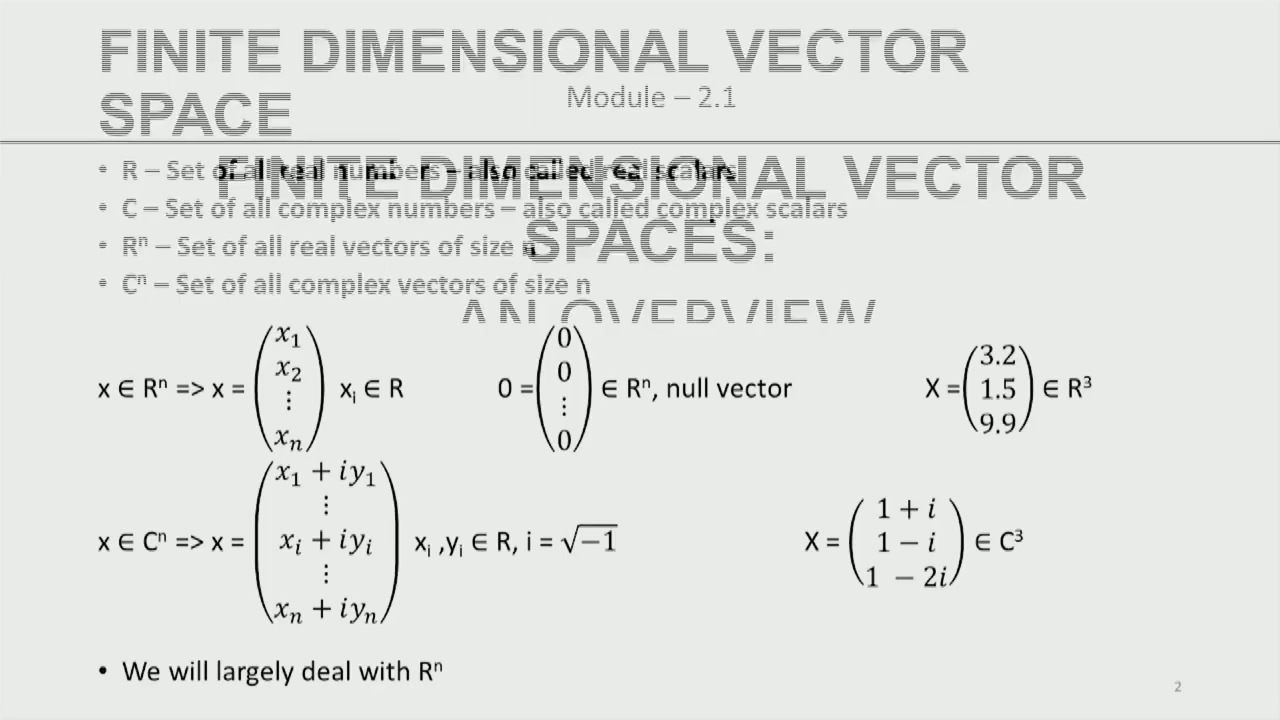 FINITE DIMENSIONAL VECTOR
SPACE
Module – 2.1
FINITE DIMENSIONAL VECTOR
SPACES:
AN OVERVIEW
• R – Set of all real numbers – also called real scalars
• C – Set of all complex numbers – also called complex scalars
• Rⁿ – Set of all real vectors of size n
• Cⁿ – Set of all complex vectors of size n
x ∈ Rⁿ => x = (x₁ x₂ ⋮ xₙ) xᵢ ∈ R 0 = (0 0 ⋮ 0) ∈ Rⁿ, null vector X = (3.2 1.5 9.9) ∈ R³
x ∈ Cⁿ => x = (x₁ + iy₁ ⋮ xᵢ + iyᵢ ⋮ xₙ + iyₙ) xᵢ ,yᵢ ∈ R, i = √−1 X = (1 + i 1 − i 1 − 2i) ∈ C³
• We will largely deal with Rⁿ
2